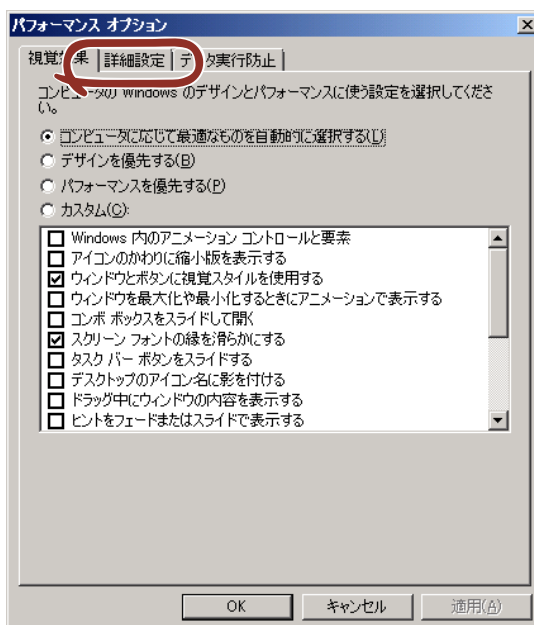 パフォーマンス オプション
視覚効果
詳細設定
データ実行防止
コンピュータの Windows のデザインとパフォーマンスに使う設定を選択してくださ
い。
コンピュータに応じて最適なものを自動的に選択する(L)
デザインを優先する(B)
パフォーマンスを優先する(P)
カスタム(C):
Windows 内のアニメーション コントロールと要素
アイコンのかわりに縮小版を表示する
ウィンドウとボタンに視覚スタイルを使用する
ウィンドウを最大化や最小化するときにアニメーションで表示する
コンボ ボックスをスライドして開く
スクリーン フォントの縁を滑らかにする
タスク バー ボタンをスライドする
デスクトップのアイコン名に影を付ける
ドラッグ中にウィンドウの内容を表示する
ヒントをフェードまたはスライドで表示する
OK
キャンセル
適用(A)